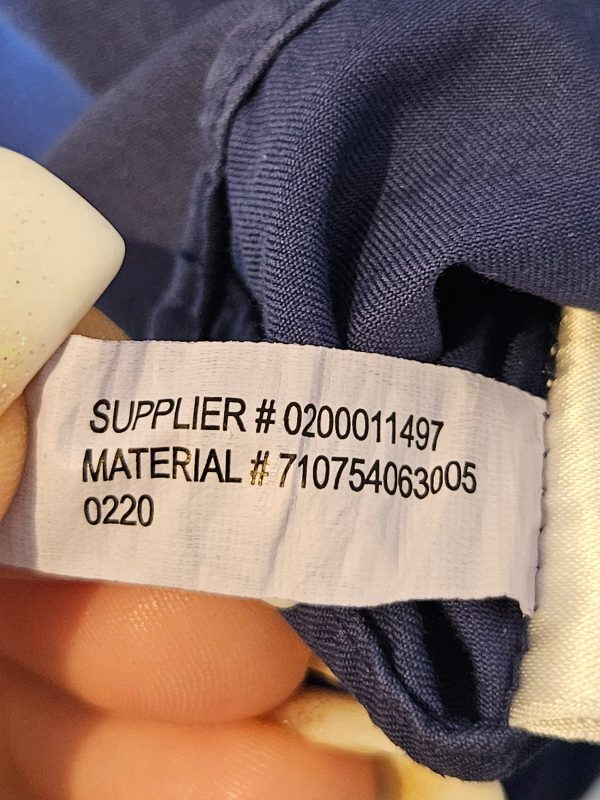 SUPPLIER # 0200011497
MATERIAL # 710754063005
0220